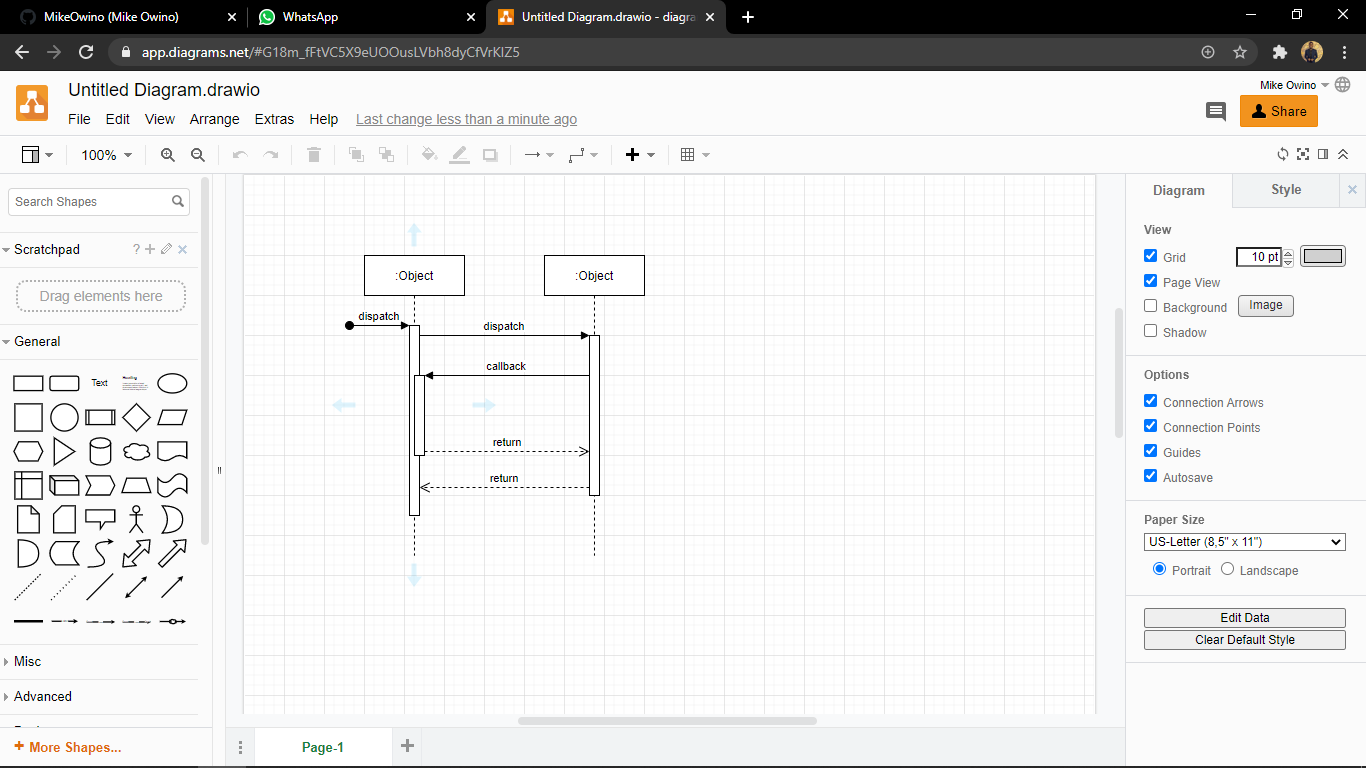 MikeOwino (Mike Owino)
WhatsApp
Untitled Diagram.drawio - diagra
app.diagrams.net/#G18m_fFtVC5X9eUOOusLVbh8dyCfVrKlZ5
Untitled Diagram.drawio
Mike Owino
File Edit View Arrange Extras Help Last change less than a minute ago
Share
100%
Search Shapes
Scratchpad
?
Drag elements here
General
Text
Heading
Misc
Advanced
More Shapes...
:Object :Object
dispatch
dispatch
callback
return
return
Page-1
Diagram Style
View
Grid 10 pt
Page View
Background Image
Shadow
Options
Connection Arrows
Connection Points
Guides
Autosave
Paper Size
US-Letter (8,5" x 11")
Portrait Landscape
Edit Data
Clear Default Style